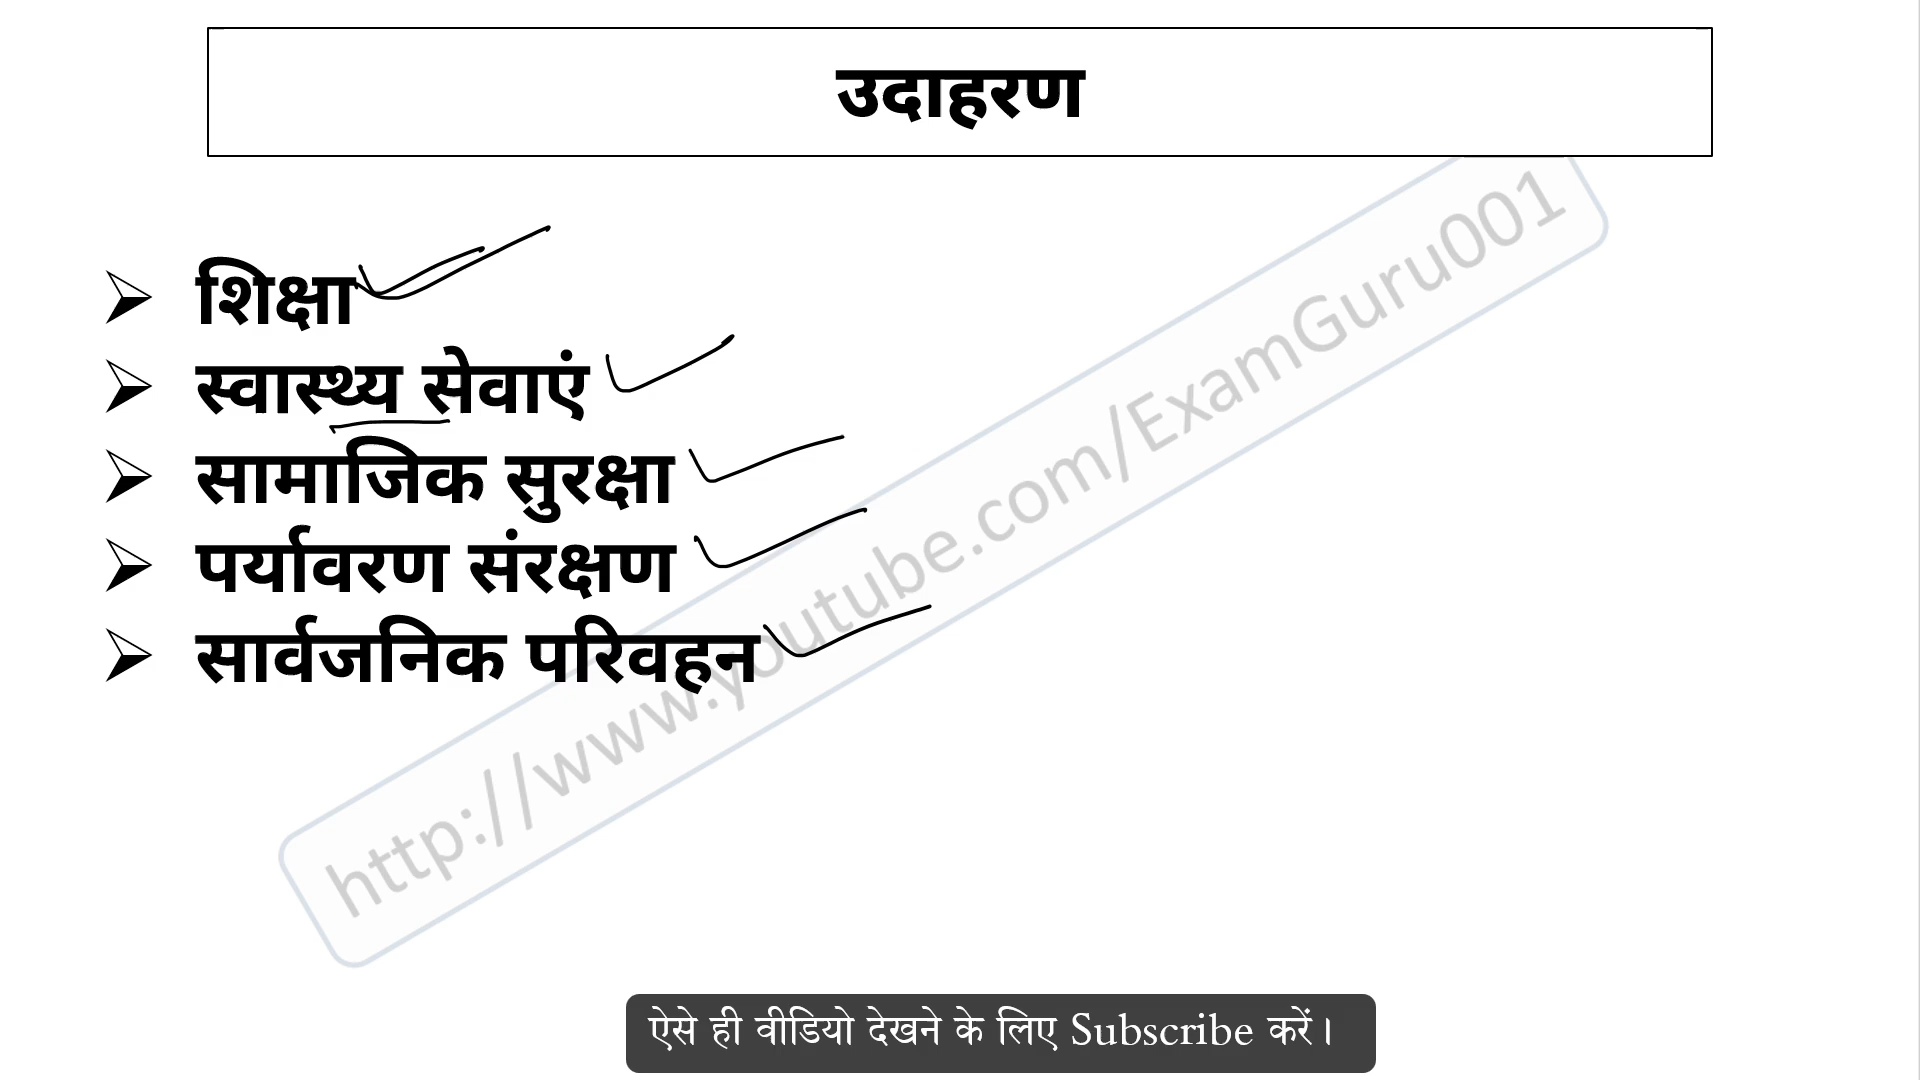 उदाहरण
शिक्षा
स्वास्थ्य सेवाएं
सामाजिक सुरक्षा
पर्यावरण संरक्षण
सार्वजनिक परिवहन
http://www.youtube.com/ExamGuru001
ऐसे ही वीडियो देखने के लिए Subscribe करें।